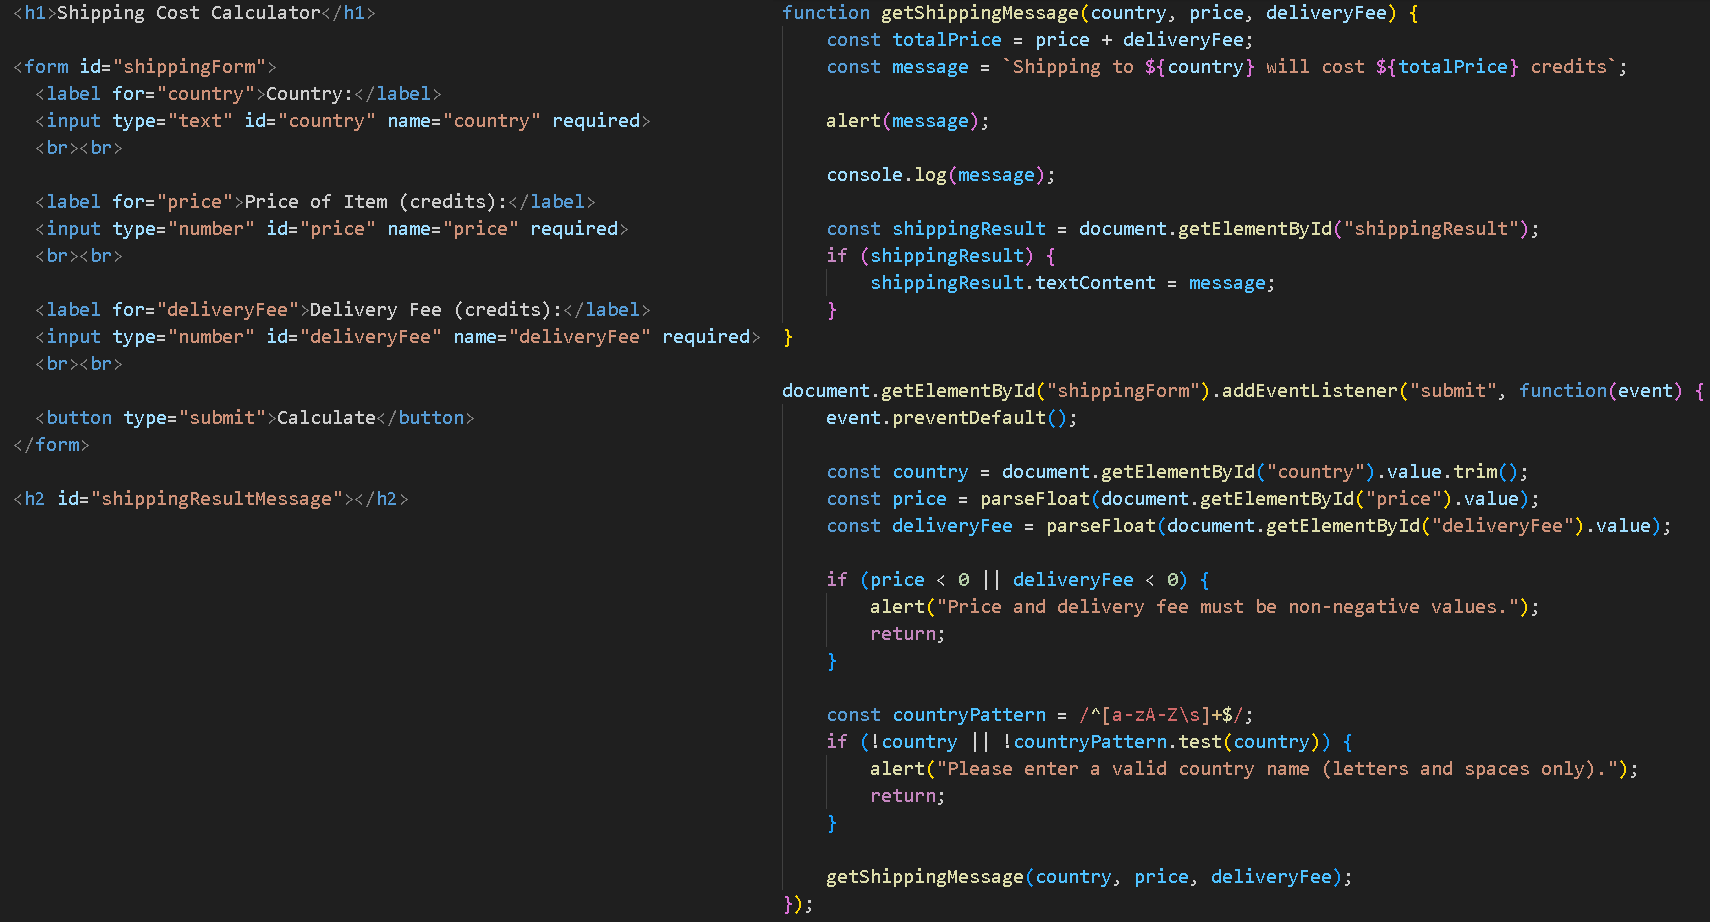 <h1>Shipping Cost Calculator</h1>
<form id="shippingForm">
<label for="country">Country:</label>
<input type="text" id="country" name="country" required>
<br><br>
<label for="price">Price of Item (credits):</label>
<input type="number" id="price" name="price" required>
<br><br>
<label for="deliveryFee">Delivery Fee (credits):</label>
<input type="number" id="deliveryFee" name="deliveryFee" required>
<br><br>
<button type="submit">Calculate</button>
</form>
<h2 id="shippingResultMessage"></h2>
function getShippingMessage(country, price, deliveryFee) {
const totalPrice = price + deliveryFee;
const message = `Shipping to ${country} will cost ${totalPrice} credits`;
alert(message);
console.log(message);
const shippingResult = document.getElementById("shippingResult");
if (shippingResult) {
shippingResult.textContent = message;
}
}
document.getElementById("shippingForm").addEventListener("submit", function(event) {
event.preventDefault();
const country = document.getElementById("country").value.trim();
const price = parseFloat(document.getElementById("price").value);
const deliveryFee = parseFloat(document.getElementById("deliveryFee").value);
if (price < 0 || deliveryFee < 0) {
alert("Price and delivery fee must be non-negative values.");
return;
}
const countryPattern = /^[a-zA-Z\s]+$/;
if (!country || !countryPattern.test(country)) {
alert("Please enter a valid country name (letters and spaces only).");
return;
}
getShippingMessage(country, price, deliveryFee);
});